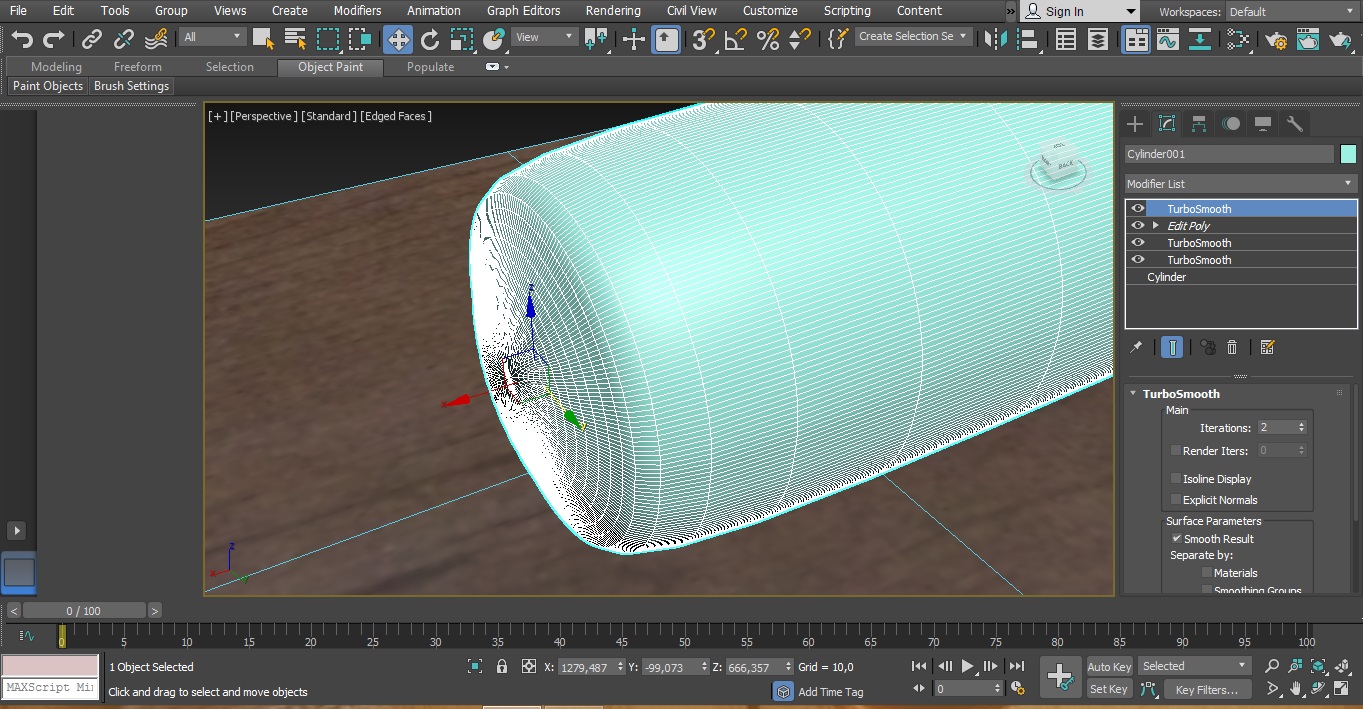 File Edit Tools Group Views Create Modifiers Animation Graph Editors Rendering Civil View Customize Scripting Content » Sign In Workspaces: Default
All View Create Selection Se
Modeling Freeform Selection Object Paint Populate
Paint Objects Brush Settings
[+] [Perspective ] [Standard ] [Edged Faces ]
Cylinder001
Modifier List
TurboSmooth
Edit Poly
TurboSmooth
TurboSmooth
Cylinder
TurboSmooth
Main
Iterations: 2
Render Iters: 0
Isoline Display
Explicit Normals
Surface Parameters
Smooth Result
Separate by:
Materials
Smoothing Groups
BACK
z
x
y
z
x
y
< 0 / 100 >
0 5 10 15 20 25 30 35 40 45 50 55 60 65 70 75 80 85 90 95 100
1 Object Selected X: 1279,487 Y: -99,073 Z: 666,357 Grid = 10,0 Auto Key Selected
MAXScript Mi
Click and drag to select and move objects Add Time Tag 0 Set Key Key Filters...